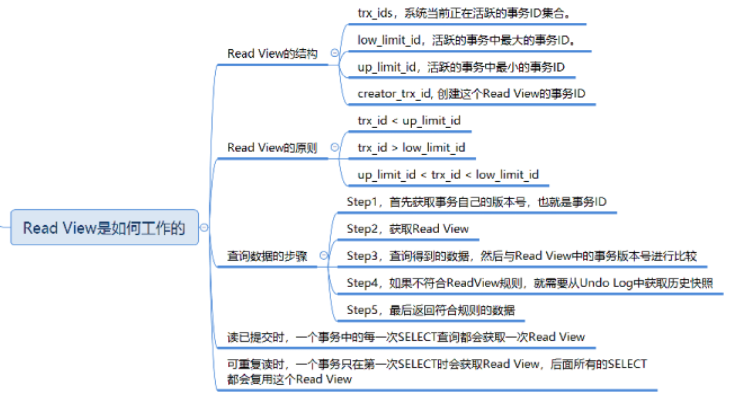 Read View是如何工作的
Read View的结构
trx_ids，系统当前正在活跃的事务ID集合。
low_limit_id，活跃的事务中最大的事务ID。
up_limit_id，活跃的事务中最小的事务ID
creator_trx_id, 创建这个Read View的事务ID
Read View的原则
trx_id < up_limit_id
trx_id > low_limit_id
up_limit_id < trx_id < low_limit_id
查询数据的步骤
Step1，首先获取事务自己的版本号，也就是事务ID
Step2，获取Read View
Step3，查询得到的数据，然后与Read View中的事务版本号进行比较
Step4，如果不符合ReadView规则，就需要从Undo Log中获取历史快照
Step5，最后返回符合规则的数据
读已提交时，一个事务中的每一次SELECT查询都会获取一次Read View
可重复读时，一个事务只在第一次SELECT时会获取Read View，后面所有的SELECT
都会复用这个Read View